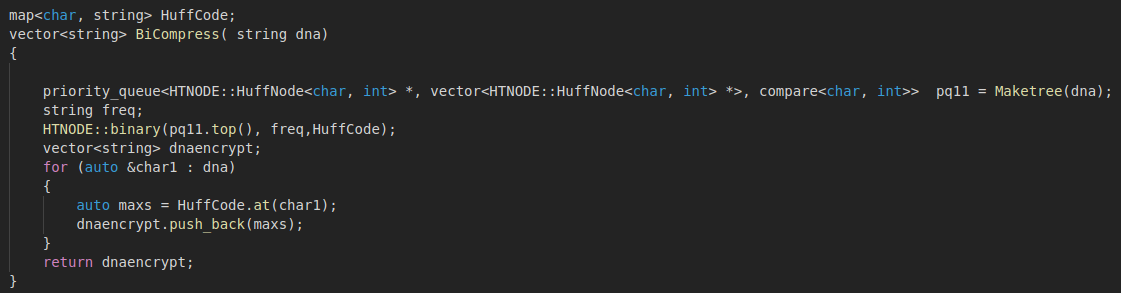 map<char, string> HuffCode;
vector<string> BiCompress( string dna)
{
priority_queue<HTNODE::HuffNode<char, int> *, vector<HTNODE::HuffNode<char, int> *>, compare<char, int>>  pq11 = Maketree(dna);
string freq;
HTNODE::binary(pq11.top(), freq,HuffCode);
vector<string> dnaencrypt;
for (auto &char1 : dna)
{
auto maxs = HuffCode.at(char1);
dnaencrypt.push_back(maxs);
}
return dnaencrypt;
}